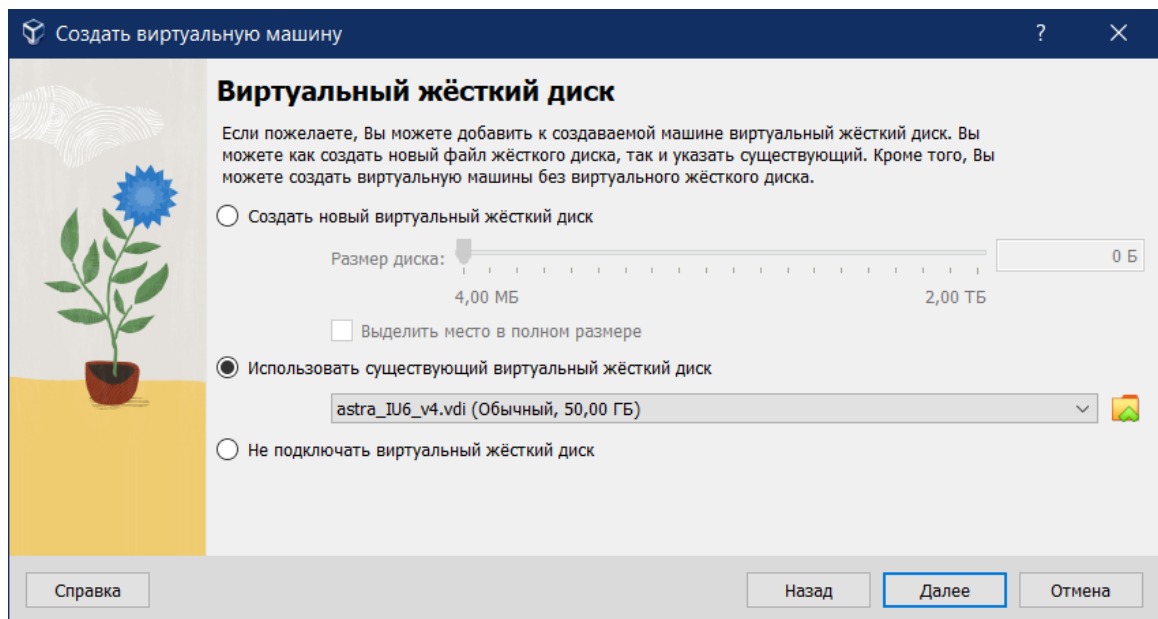 Создать виртуальную машину
?
Виртуальный жёсткий диск
Если пожелаете, Вы можете добавить к создаваемой машине виртуальный жёсткий диск. Вы
можете как создать новый файл жёсткого диска, так и указать существующий. Кроме того, Вы
можете создать виртуальную машины без виртуального жёсткого диска.
Создать новый виртуальный жёсткий диск
Размер диска:
0 Б
4,00 МБ
2,00 ТБ
Выделить место в полном размере
Использовать существующий виртуальный жёсткий диск
astra_IU6_v4.vdi (Обычный, 50,00 ГБ)
Не подключать виртуальный жёсткий диск
Справка
Назад
Далее
Отмена